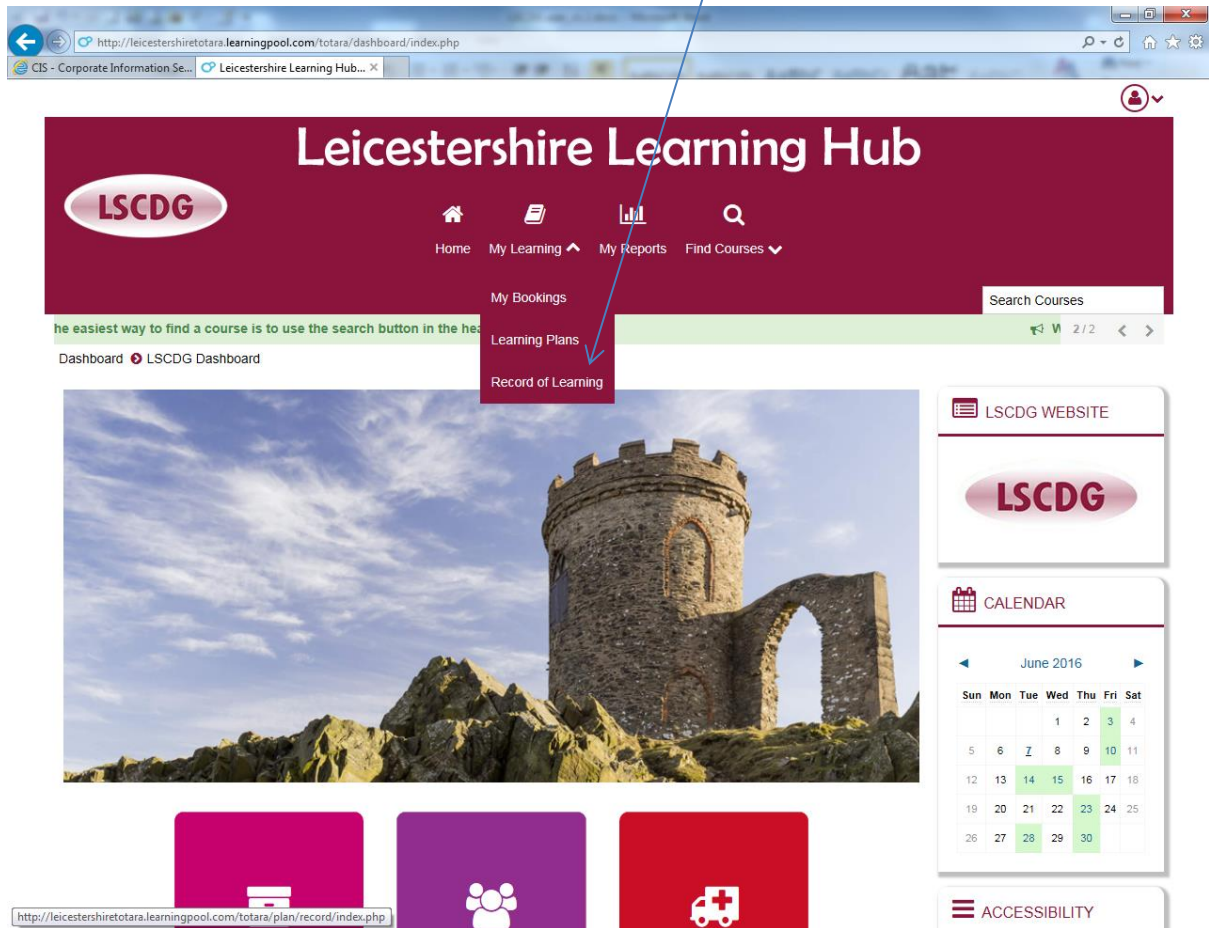 http://leicestershiretotara.learningpool.com/totara/dashboard/index.php
CIS - Corporate Information Se...
Leicestershire Learning Hub...
Leicestershire Learning Hub
LSCDG
Home
My Learning
My Reports
Find Courses
My Bookings
Learning Plans
Record of Learning
Search Courses
he easiest way to find a course is to use the search button in the hea
W
2 / 2
Dashboard
LSCDG Dashboard
LSCDG WEBSITE
LSCDG
CALENDAR
June 2016
Sun Mon Tue Wed Thu Fri Sat
1 2 3 4
5 6 7 8 9 10 11
12 13 14 15 16 17 18
19 20 21 22 23 24 25
26 27 28 29 30
ACCESSIBILITY
http://leicestershiretotara.learningpool.com/totara/plan/record/index.php